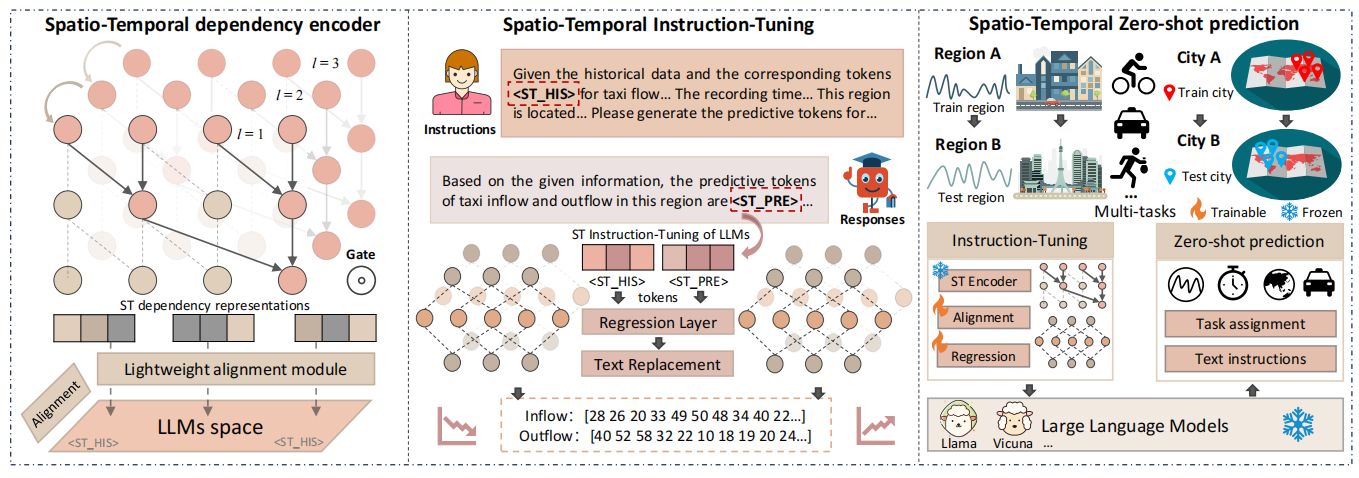 Spatio-Temporal dependency encoder
l = 3
l = 2
l = 1
Gate
ST dependency representations
Lightweight alignment module
Alignment
LLMs space
<ST_HIS>
<ST_HIS>
Spatio-Temporal Instruction-Tuning
Instructions
Given the historical data and the corresponding tokens
<ST_HIS> for taxi flow... The recording time... This region
is located... Please generate the predictive tokens for...
Based on the given information, the predictive tokens
of taxi inflow and outflow in this region are <ST_PRE>...
Responses
ST Instruction-Tuning of LLMs
<ST_HIS>
<ST_PRE>
tokens
Regression Layer
Text Replacement
Inflow: [28 26 20 33 49 50 48 34 40 22...]
Outflow: [40 52 58 32 22 10 18 19 20 24...]
Spatio-Temporal Zero-shot prediction
Region A
Train region
Region B
Test region
City A
Train city
City B
Test city
...
Multi-tasks
Trainable
Frozen
Instruction-Tuning
ST Encoder
Alignment
Regression
Zero-shot prediction
Task assignment
Text instructions
Llama
Vicuna
...
Large Language Models